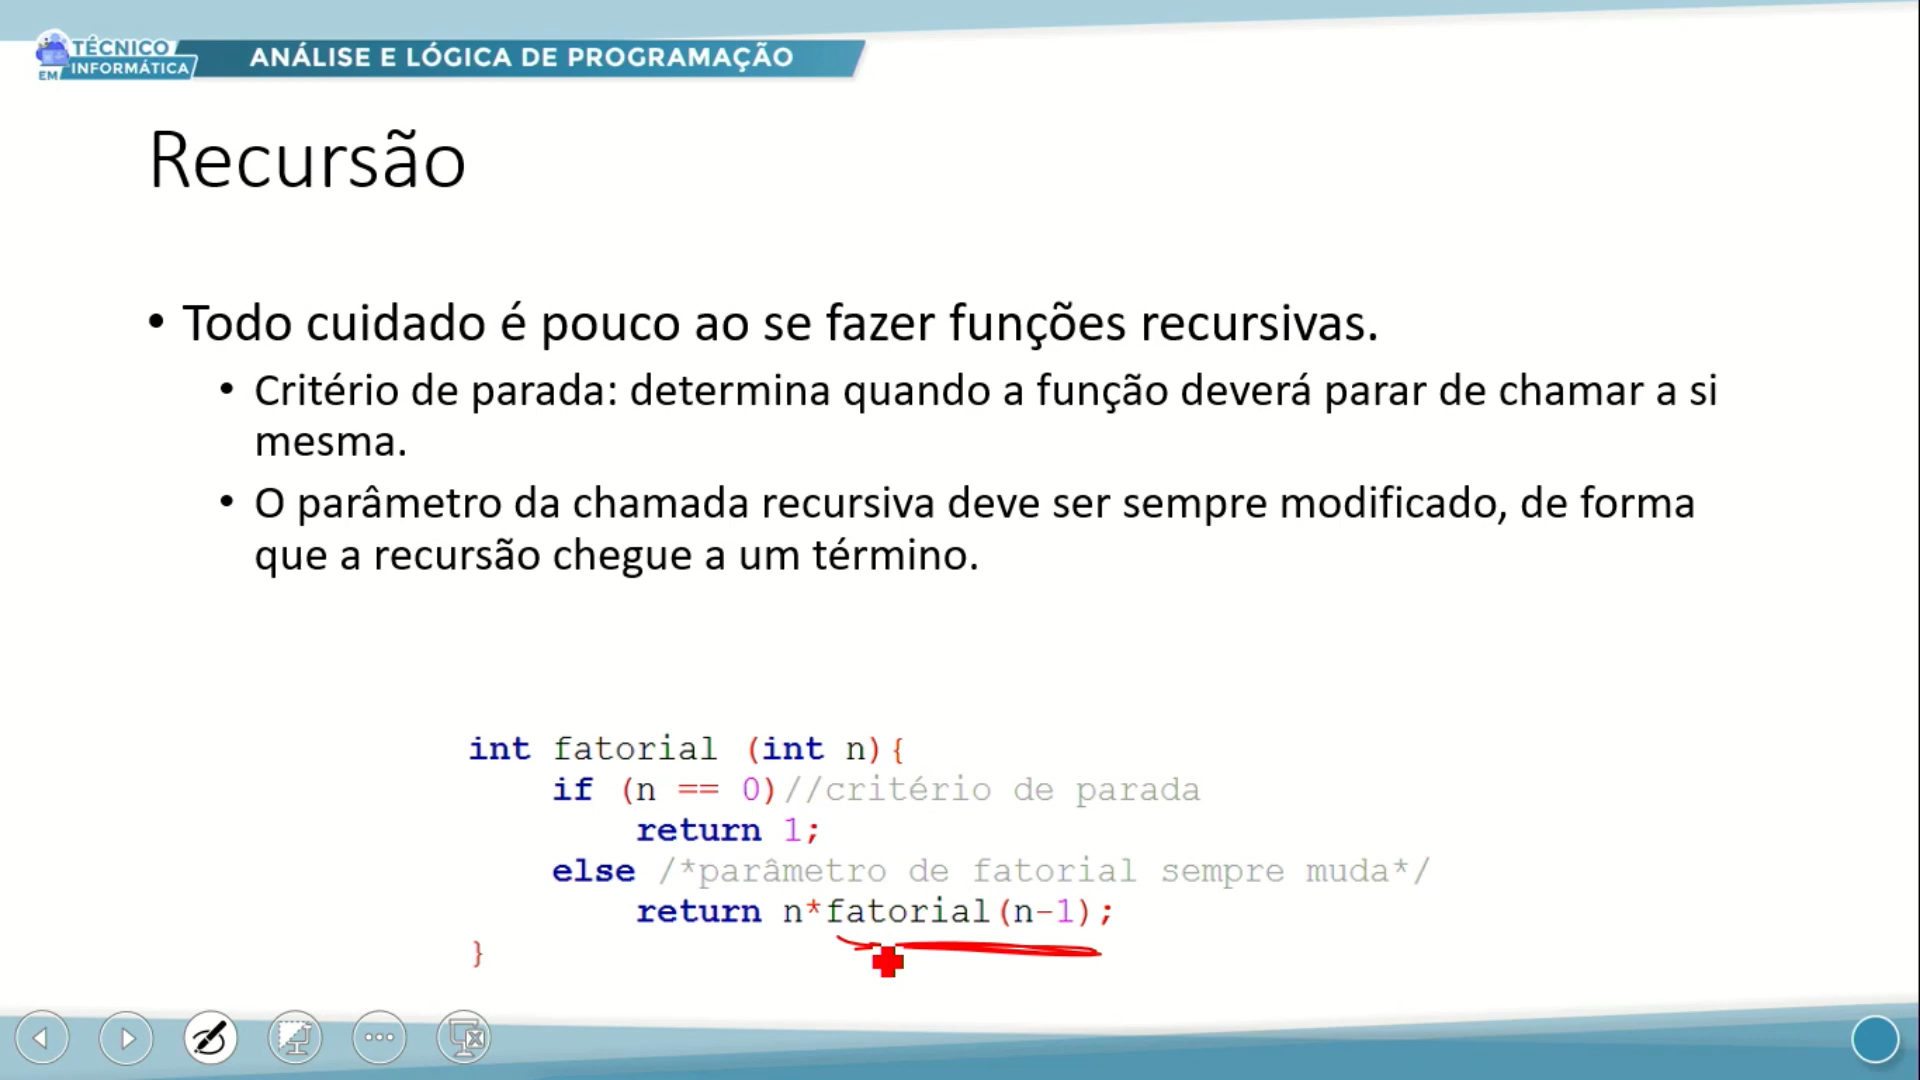 TÉCNICO
EM INFORMÁTICA
ANÁLISE E LÓGICA DE PROGRAMAÇÃO
Recursão
• Todo cuidado é pouco ao se fazer funções recursivas.
• Critério de parada: determina quando a função deverá parar de chamar a si
mesma.
• O parâmetro da chamada recursiva deve ser sempre modificado, de forma
que a recursão chegue a um término.
int fatorial (int n){
if (n == 0)//critério de parada
return 1;
else /*parâmetro de fatorial sempre muda*/
return n*fatorial(n-1);
}